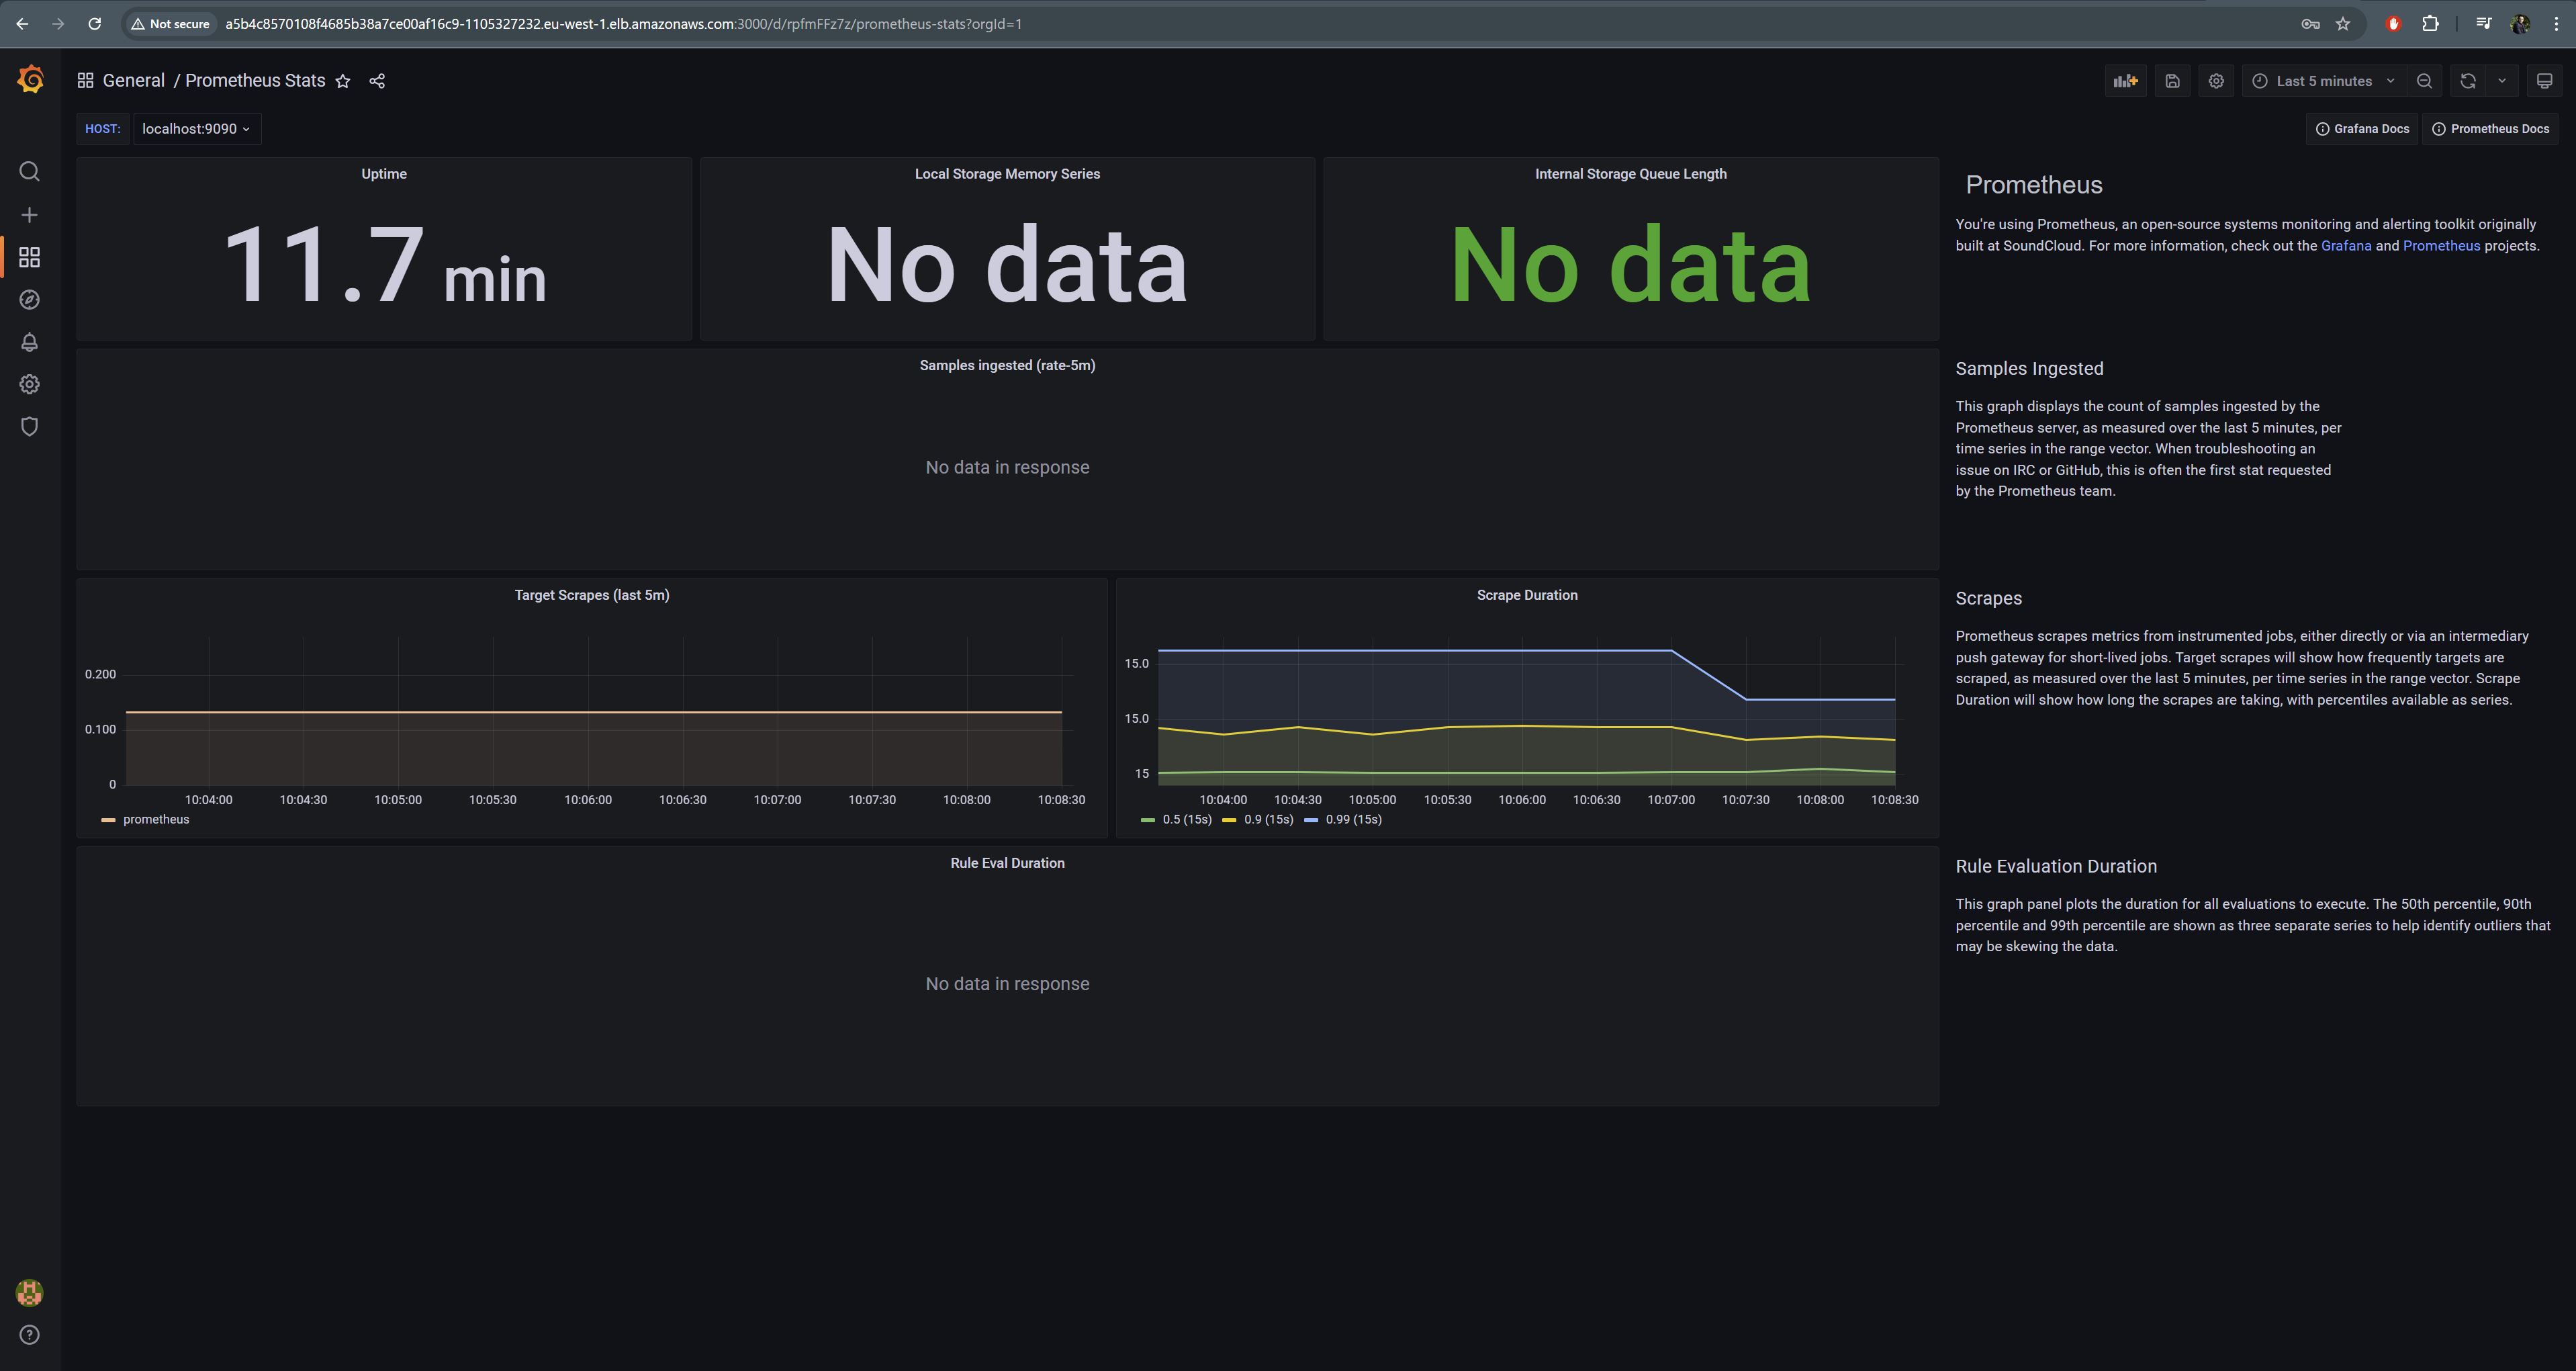 Not secure
a5b4c8570108f4685b38a7ce00af16c9-1105327232.eu-west-1.elb.amazonaws.com:3000/d/rpfmFFz7z/prometheus-stats?orgId=1
General / Prometheus Stats
Last 5 minutes
HOST:
localhost:9090
Grafana Docs
Prometheus Docs
Uptime
11.7 min
Local Storage Memory Series
No data
Internal Storage Queue Length
No data
Prometheus
You're using Prometheus, an open-source systems monitoring and alerting toolkit originally
built at SoundCloud. For more information, check out the Grafana and Prometheus projects.
Samples ingested (rate-5m)
No data in response
Samples Ingested
This graph displays the count of samples ingested by the
Prometheus server, as measured over the last 5 minutes, per
time series in the range vector. When troubleshooting an
issue on IRC or GitHub, this is often the first stat requested
by the Prometheus team.
Target Scrapes (last 5m)
0.200
0.100
0
10:04:00 10:04:30 10:05:00 10:05:30 10:06:00 10:06:30 10:07:00 10:07:30 10:08:00 10:08:30
prometheus
Scrape Duration
15.0
15.0
15
10:04:00 10:04:30 10:05:00 10:05:30 10:06:00 10:06:30 10:07:00 10:07:30 10:08:00 10:08:30
0.5 (15s) 0.9 (15s) 0.99 (15s)
Scrapes
Prometheus scrapes metrics from instrumented jobs, either directly or via an intermediary
push gateway for short-lived jobs. Target scrapes will show how frequently targets are
scraped, as measured over the last 5 minutes, per time series in the range vector. Scrape
Duration will show how long the scrapes are taking, with percentiles available as series.
Rule Eval Duration
No data in response
Rule Evaluation Duration
This graph panel plots the duration for all evaluations to execute. The 50th percentile, 90th
percentile and 99th percentile are shown as three separate series to help identify outliers that
may be skewing the data.